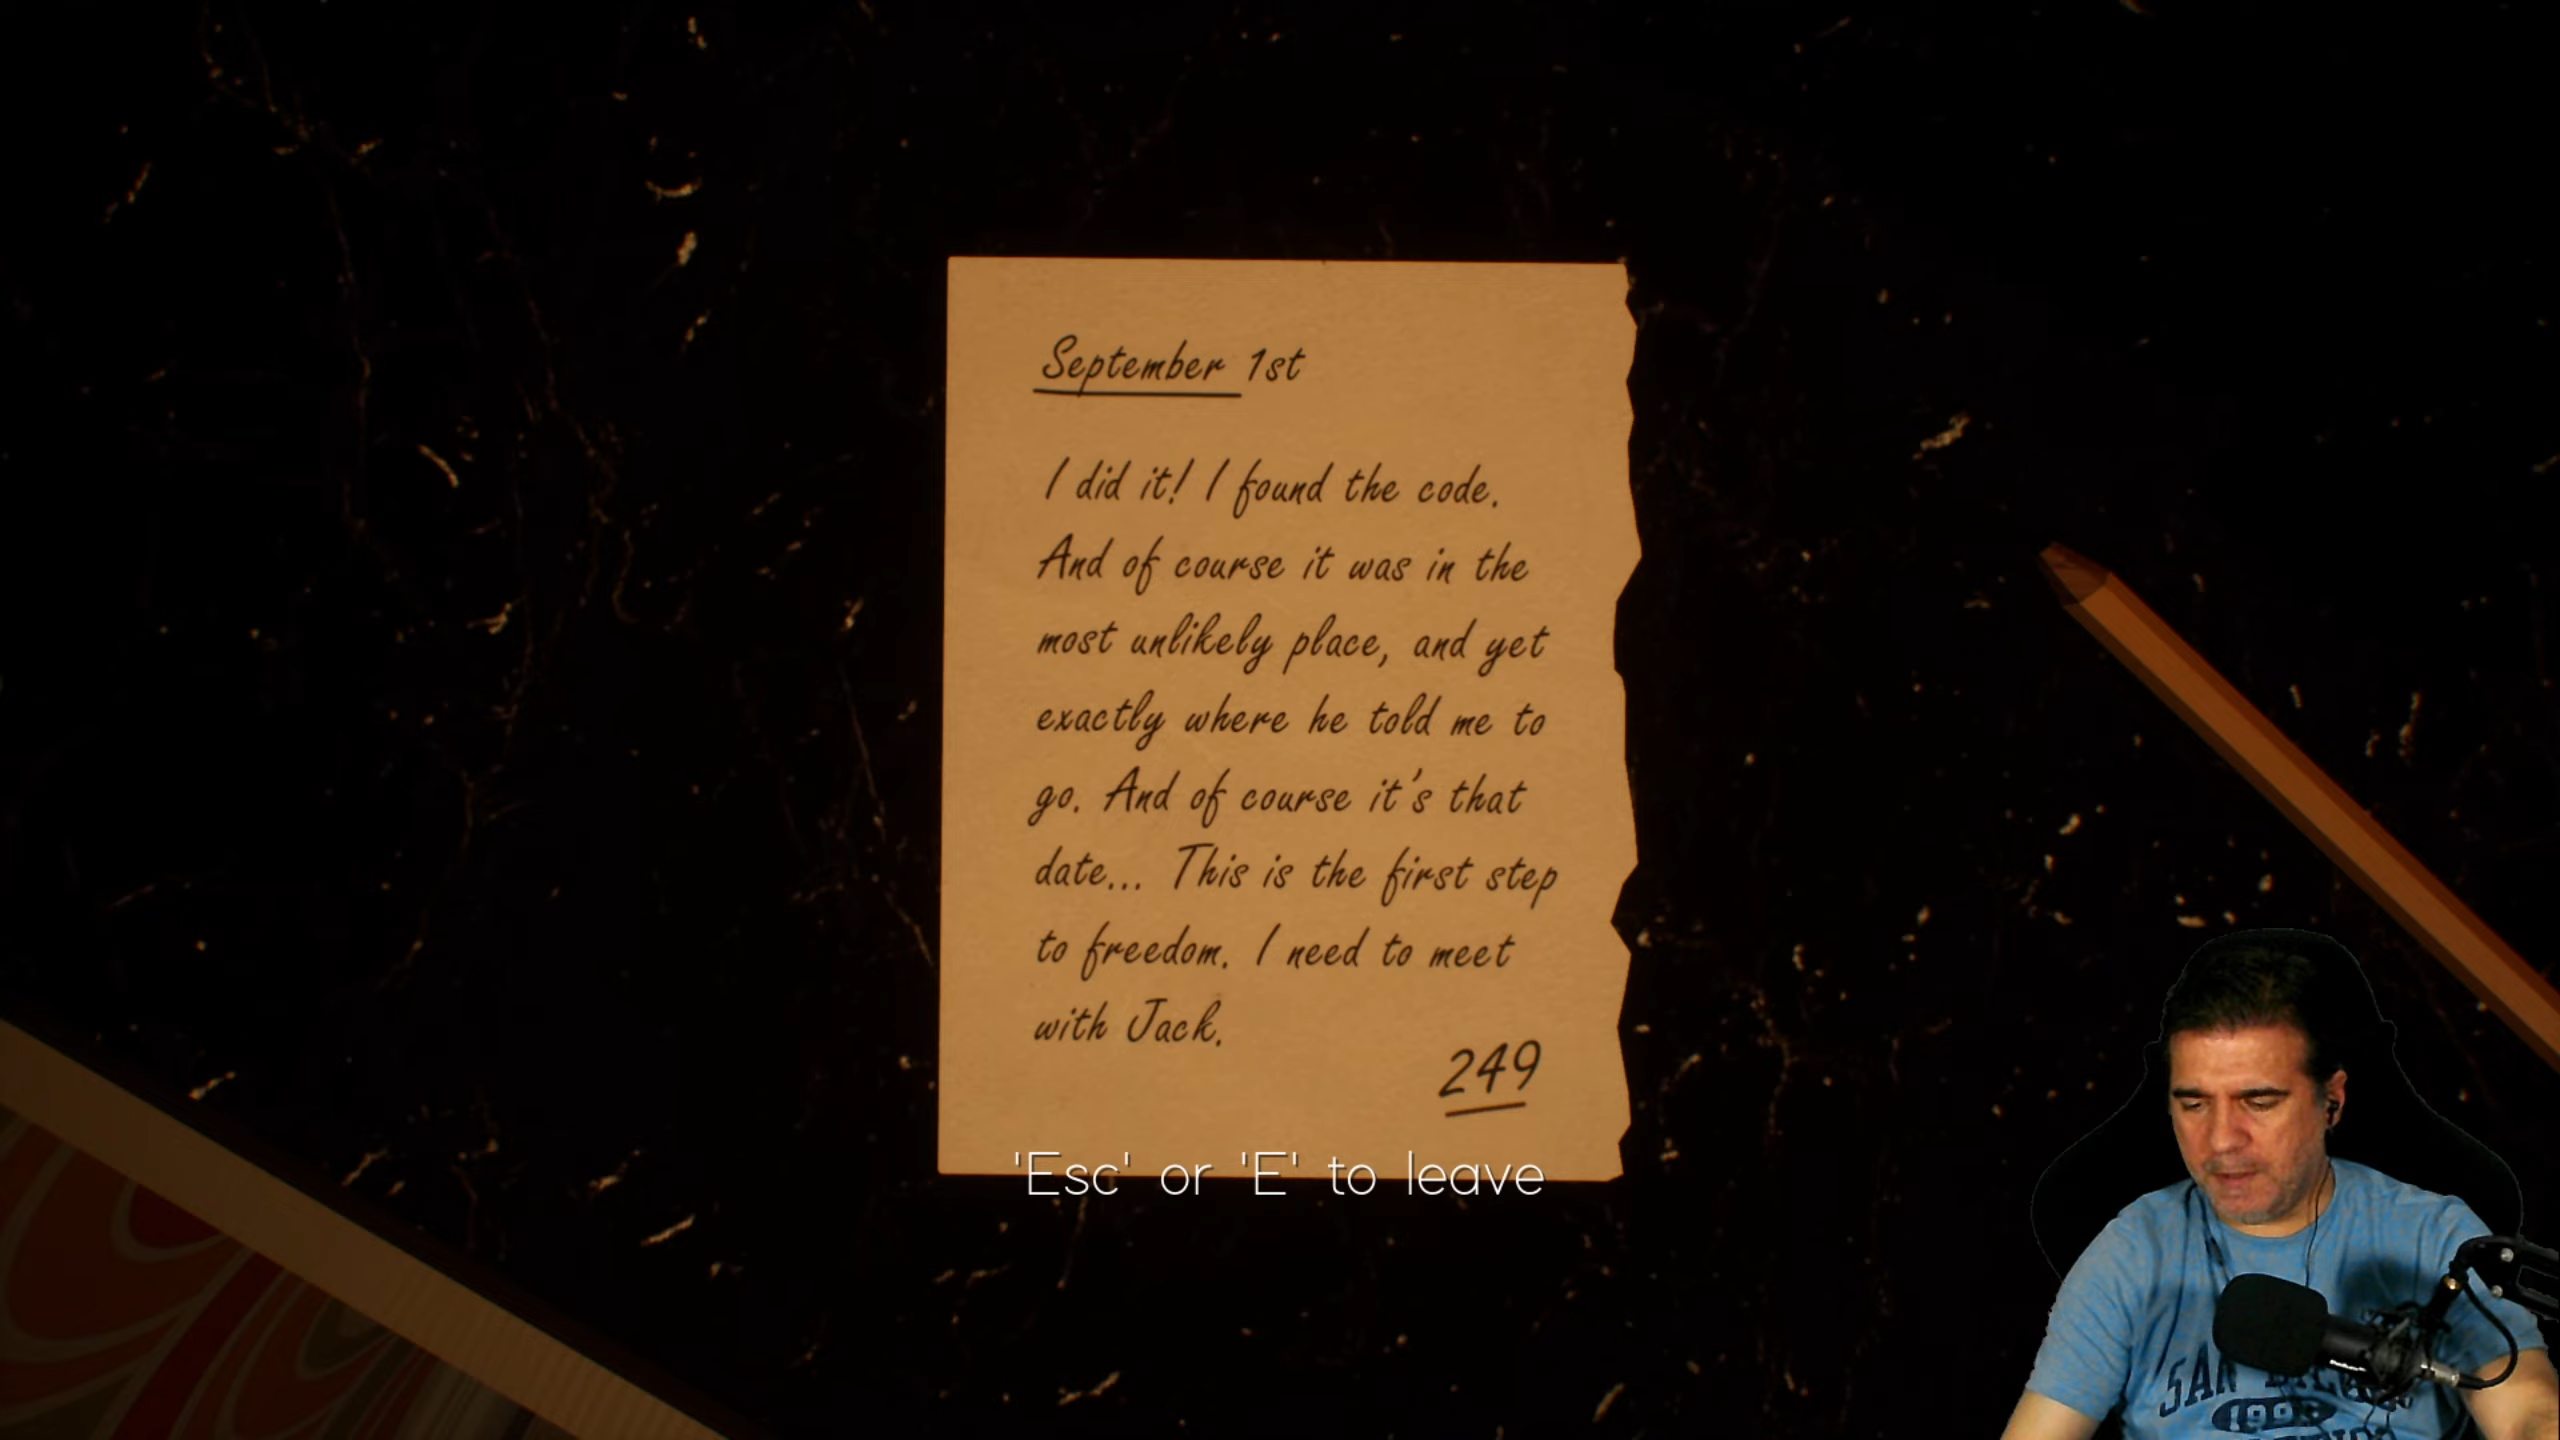 September 1st
I did it! I found the code.
And of course it was in the
most unlikely place, and yet
exactly where he told me to
go. And of course it's that
date... This is the first step
to freedom. I need to meet
with Jack.
249
'Esc' or 'E' to leave
SAN